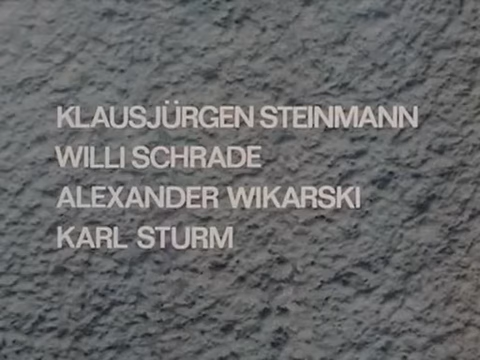 KLAUSJÜRGEN STEINMANN
WILLI SCHRADE
ALEXANDER WIKARSKI
KARL STURM